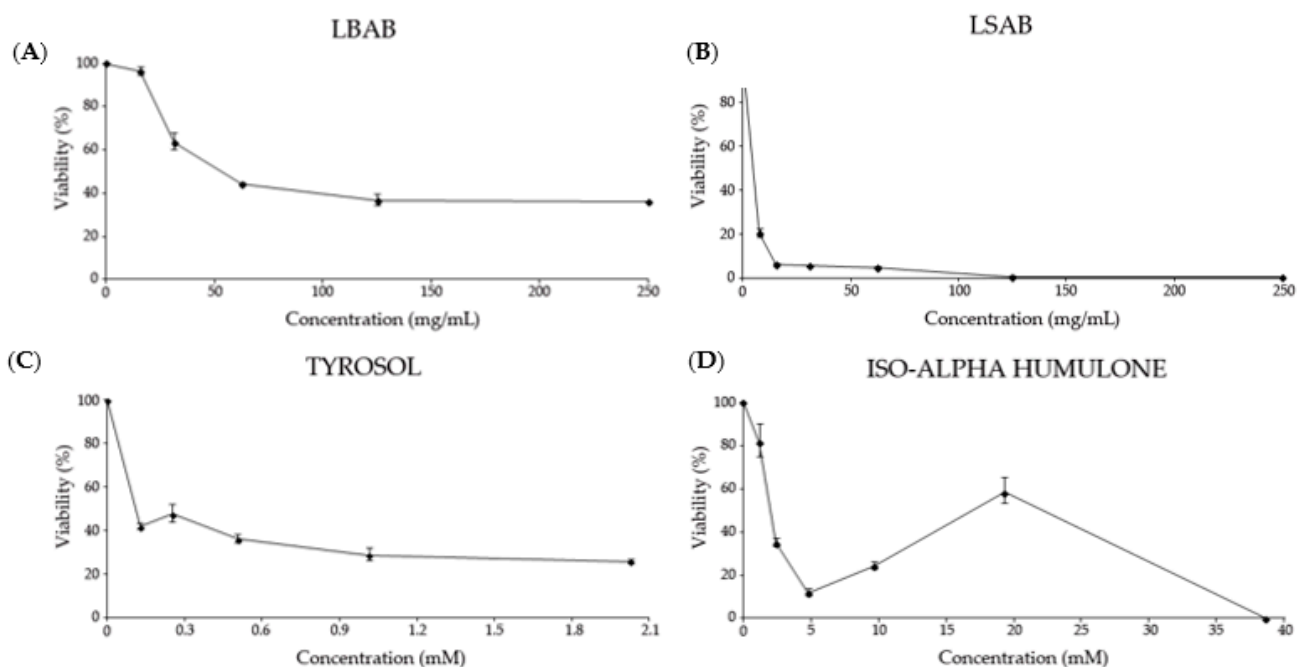 LBAB
(A)
100
80
60
40
20
0
Viability (%)
0 50 100 150 200 250
Concentration (mg/mL)
LSAB
(B)
80
60
40
20
0
Viability (%)
0 50 100 150 200 250
Concentration (mg/mL)
TYROSOL
(C)
100
80
60
40
20
0
Viability (%)
0 0.3 0.6 0.9 1.2 1.5 1.8 2.1
Concentration (mM)
ISO-ALPHA HUMULONE
(D)
100
80
60
40
20
0
Viability (%)
0 5 10 15 20 25 30 35 40
Concentration (mM)